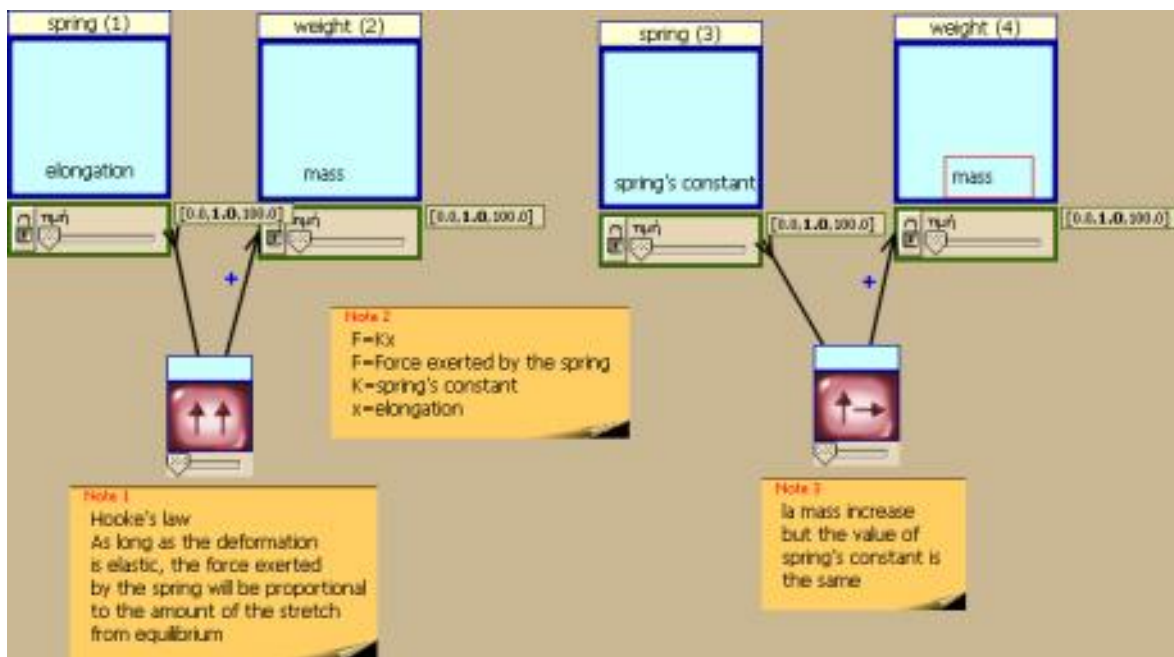 spring (1)
weight (2)
spring (3)
weight (4)
elongation
mass
spring's constant
mass
τιμή
[0.0,1.0,100.0]
τιμή
[0.0,1.0,100.0]
τιμή
[0.0,1.0,100.0]
τιμή
[0.0,1.0,100.0]
+
+
Note 2
F=Kx
F=Force exerted by the spring
K=spring's constant
x=elongation
Note 1
Hooke's law
As long as the deformation
is elastic, the force exerted
by the spring will be proportional
to the amount of the stretch
from equilibrium
Note 3
la mass increase
but the value of
spring's constant is
the same